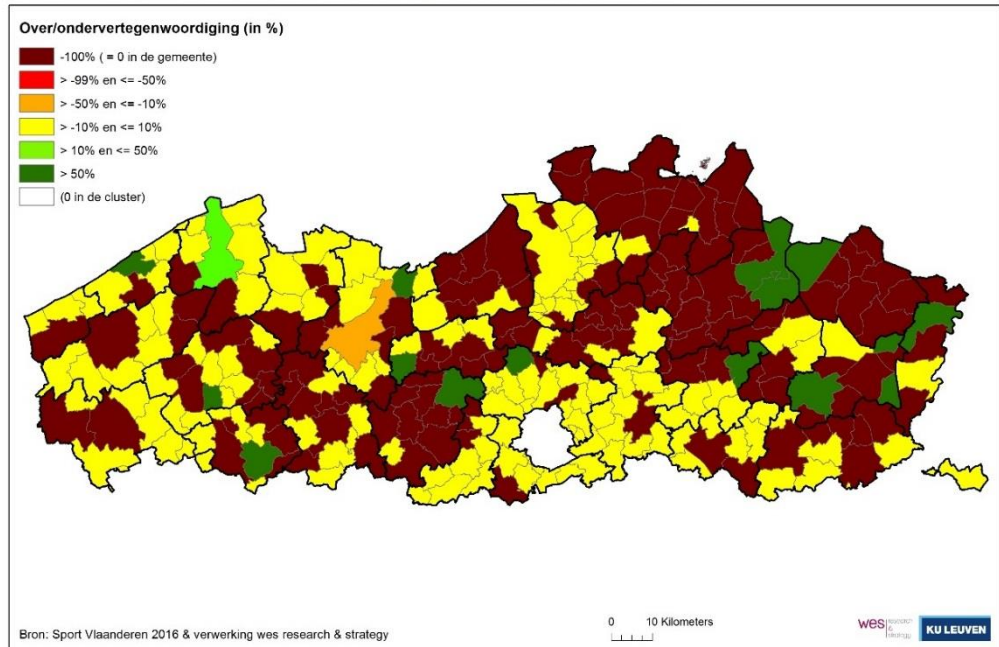 Over/ondervertegenwoordiging (in %)
-100% ( = 0 in de gemeente)
> -99% en <= -50%
> -50% en <= -10%
> -10% en <= 10%
> 10% en <= 50%
> 50%
(0 in de cluster)
Bron: Sport Vlaanderen 2016 & verwerking wes research & strategy
0 10 Kilometers
wes research
&
strategy
KU LEUVEN